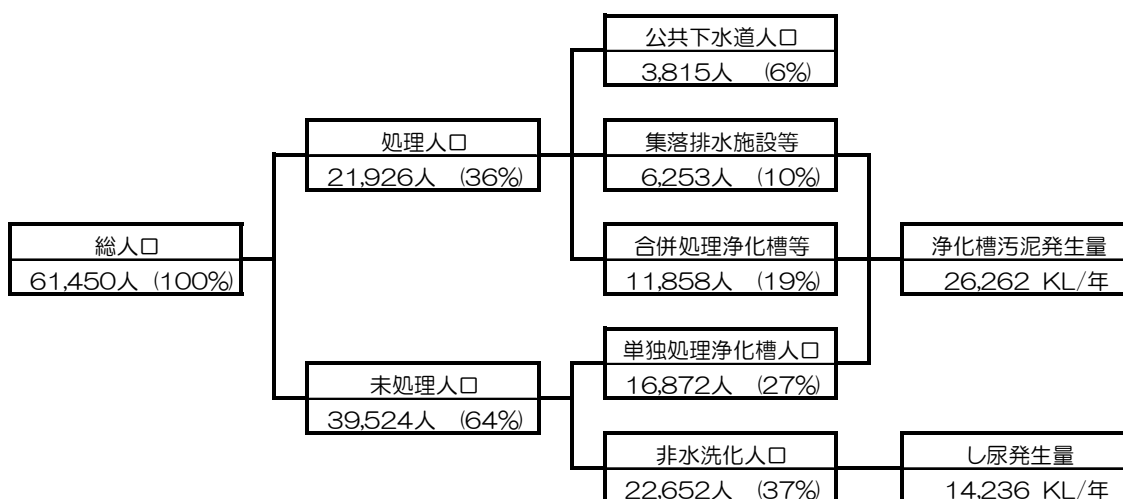 公共下水道人口
3,815人 (6%)
処理人口
21,926人 (36%)
集落排水施設等
6,253人 (10%)
総人口
61,450人 (100%)
合併処理浄化槽等
11,858人 (19%)
浄化槽汚泥発生量
26,262 KL/年
単独処理浄化槽人口
16,872人 (27%)
未処理人口
39,524人 (64%)
非水洗化人口
22,652人 (37%)
し尿発生量
14,236 KL/年